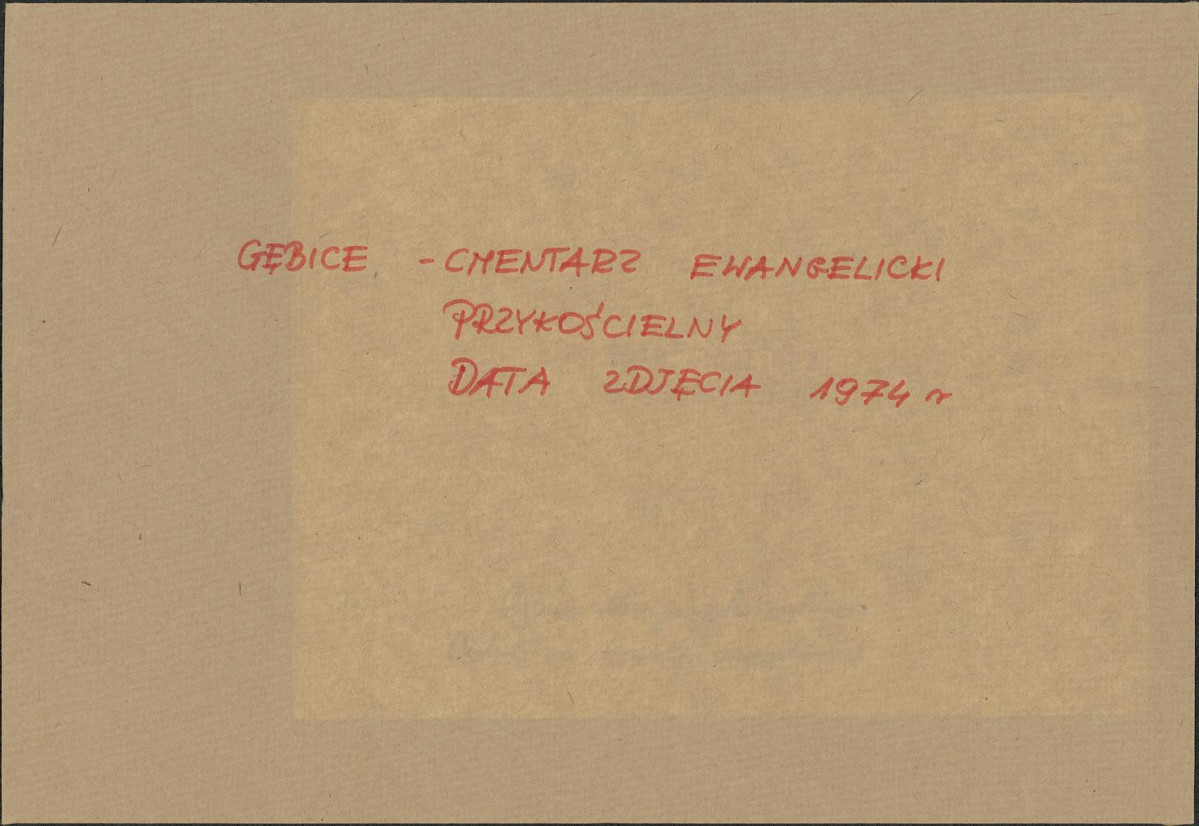 GĘBICE - CMENTARZ EWANGELICKI
PRZYKOŚCIELNY
DATA ZDJĘCIA 1974 r